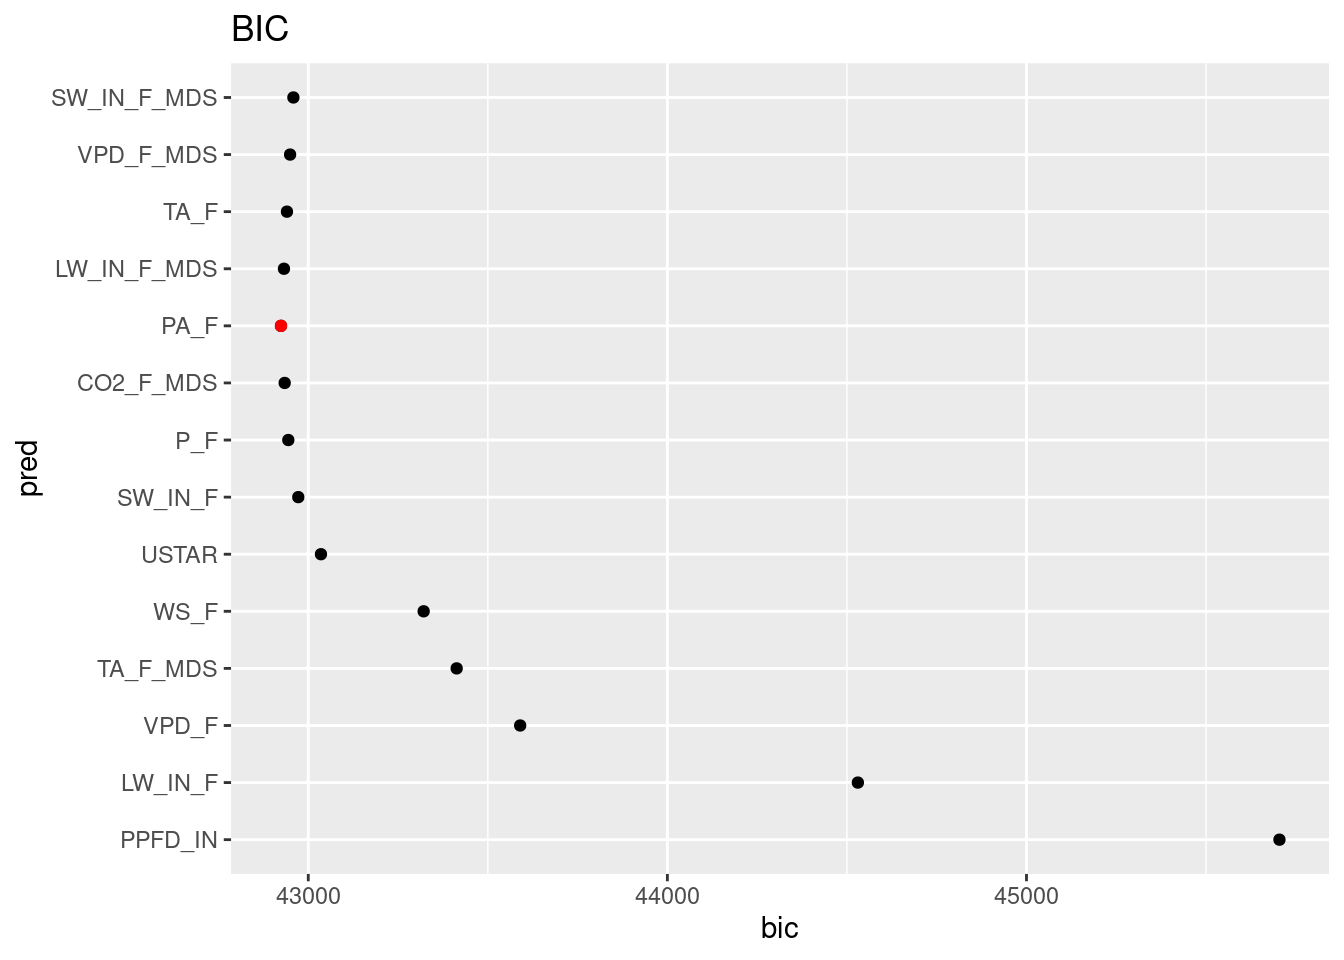 BIC
SW_IN_F_MDS
VPD_F_MDS
TA_F
LW_IN_F_MDS
PA_F
CO2_F_MDS
P_F
SW_IN_F
USTAR
WS_F
TA_F_MDS
VPD_F
LW_IN_F
PPFD_IN
pred
43000 44000 45000
bic